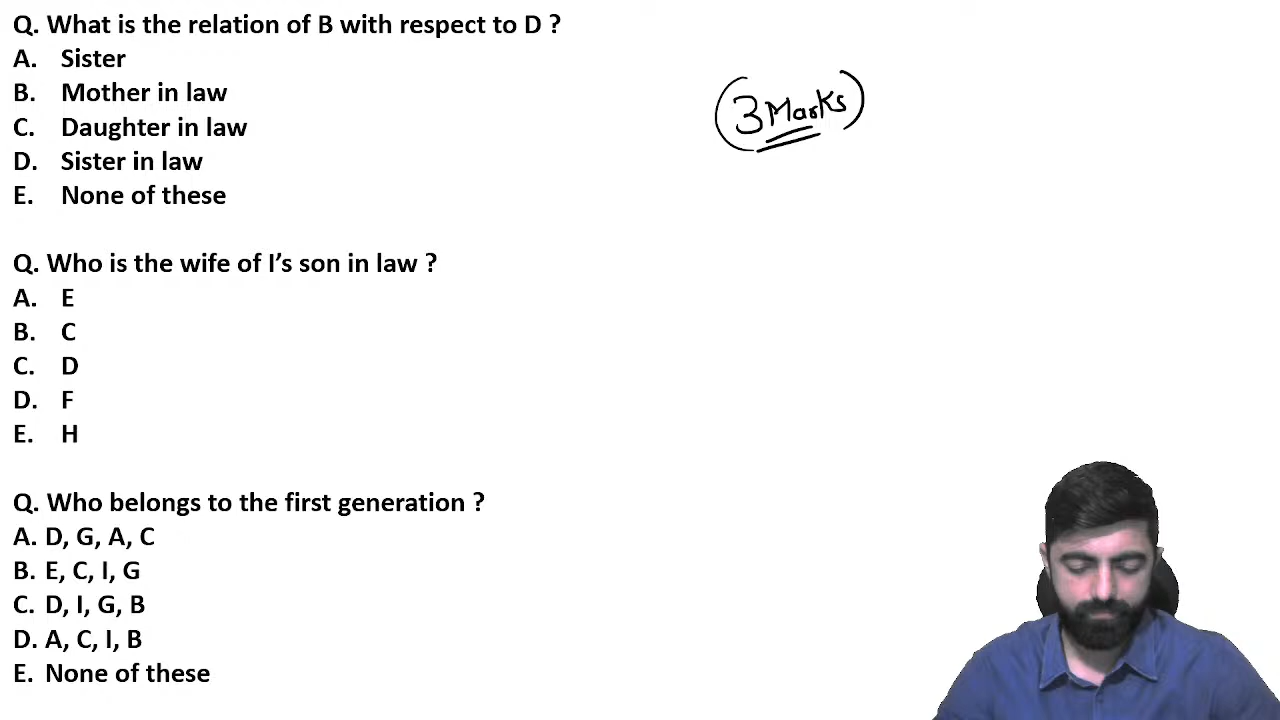 Q. What is the relation of B with respect to D ?
A. Sister
B. Mother in law
C. Daughter in law
D. Sister in law
E. None of these
(3 Marks)
Q. Who is the wife of I’s son in law ?
A. E
B. C
C. D
D. F
E. H
Q. Who belongs to the first generation ?
A. D, G, A, C
B. E, C, I, G
C. D, I, G, B
D. A, C, I, B
E. None of these